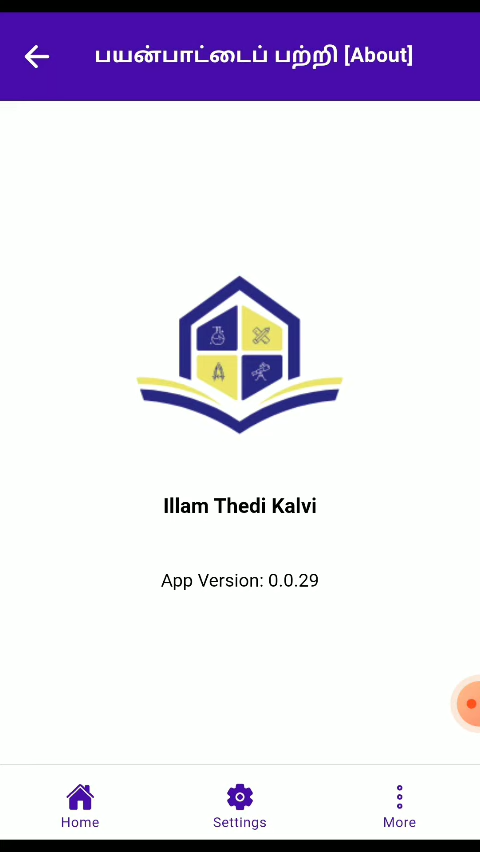 பயன்பாட்டைப் பற்றி [About]
Illam Thedi Kalvi
App Version: 0.0.29
Home
Settings
More